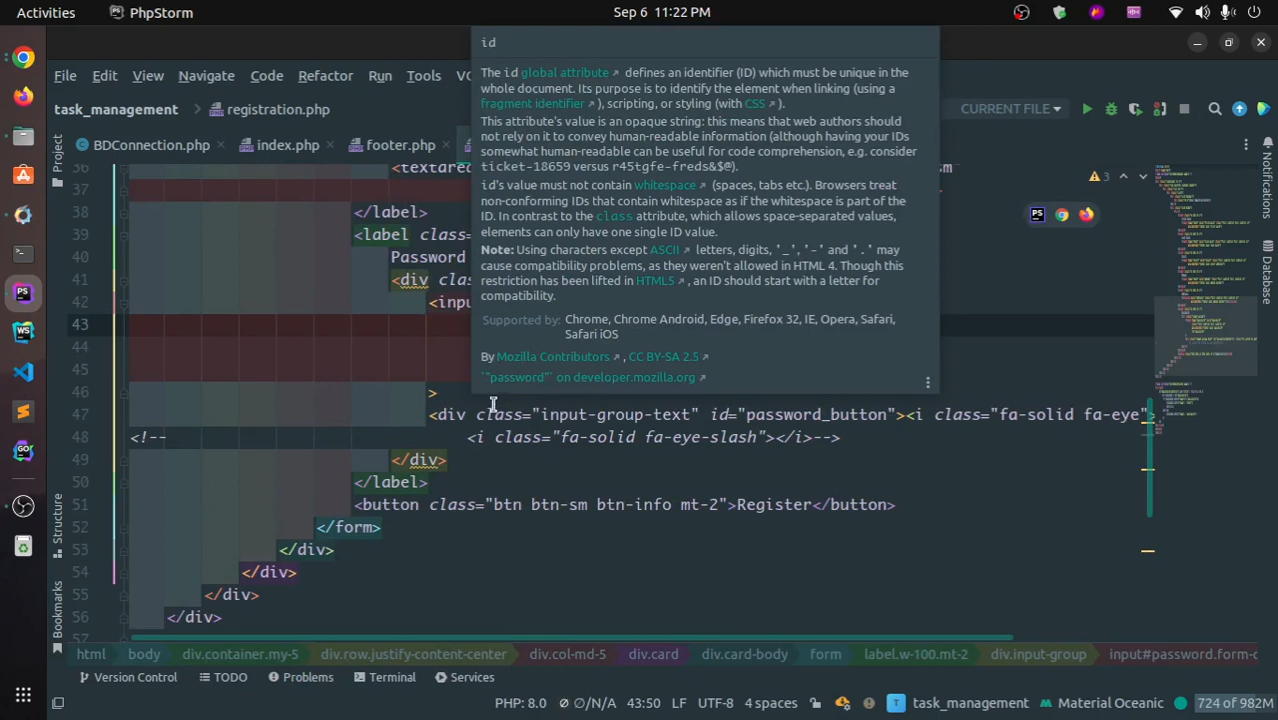 Activities
PhpStorm
Sep 6 11:22 PM
File Edit View Navigate Code Refactor Run Tools
task_management
registration.php
CURRENT FILE
BDConnection.php
index.php
footer.php
id
The id global attribute defines an identifier (ID) which must be unique in the
whole document. Its purpose is to identify the element when linking (using a
fragment identifier ), scripting, or styling (with CSS ).
This attribute's value is an opaque string: this means that web authors should
not rely on it to convey human-readable information (although having your IDs
somewhat human-readable can be useful for code comprehension, e.g. consider
ticket-18659 versus r45tgfe-freds&$@).
id's value must not contain whitespace (spaces, tabs etc.). Browsers treat
non-conforming IDs that contain whitespace as if the whitespace is part of the
ID. In contrast to the class attribute, which allows space-separated values,
elements can only have one single ID value.
Note: Using characters except ASCII letters, digits, '_', '-' and '.' may
cause compatibility problems, as they weren't allowed in HTML 4. Though this
restriction has been lifted in HTML5 , an ID should start with a letter for
compatibility.
Supported by: Chrome, Chrome Android, Edge, Firefox 32, IE, Opera, Safari,
Safari iOS
By Mozilla Contributors , CC BY-SA 2.5
`"password"` on developer.mozilla.org
Project
Structure
Bookmarks
Notifications
Database
3
36 <textarea
37
38 </label>
39 <label class=
40 Password
41 <div clas
42 <input
43
44
45
46 >
47 <div class="input-group-text" id="password_button"><i class="fa-solid fa-eye"
48 <!-- <i class="fa-solid fa-eye-slash"></i>-->
49 </div>
50 </label>
51 <button class="btn btn-sm btn-info mt-2">Register</button>
52 </form>
53 </div>
54 </div>
55 </div>
56 </div>
57
html body div.container.my-5 div.row.justify-content-center div.col-md-5 div.card div.card-body form label.w-100.mt-2 div.input-group input#password.form-c
Version Control TODO Problems Terminal Services
PHP: 8.0 N/A 43:50 LF UTF-8 4 spaces task_management Material Oceanic 724 of 982M